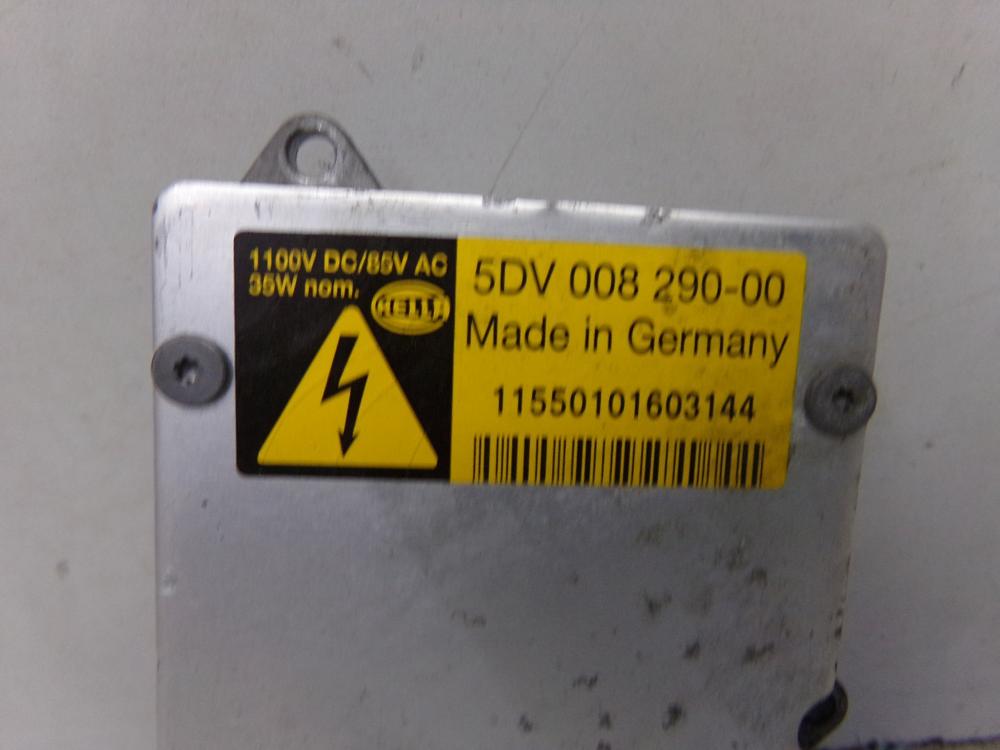 1100V DC/85V AC
35W nom.
HELLA
5DV 008 290-00
Made in Germany
11550101603144